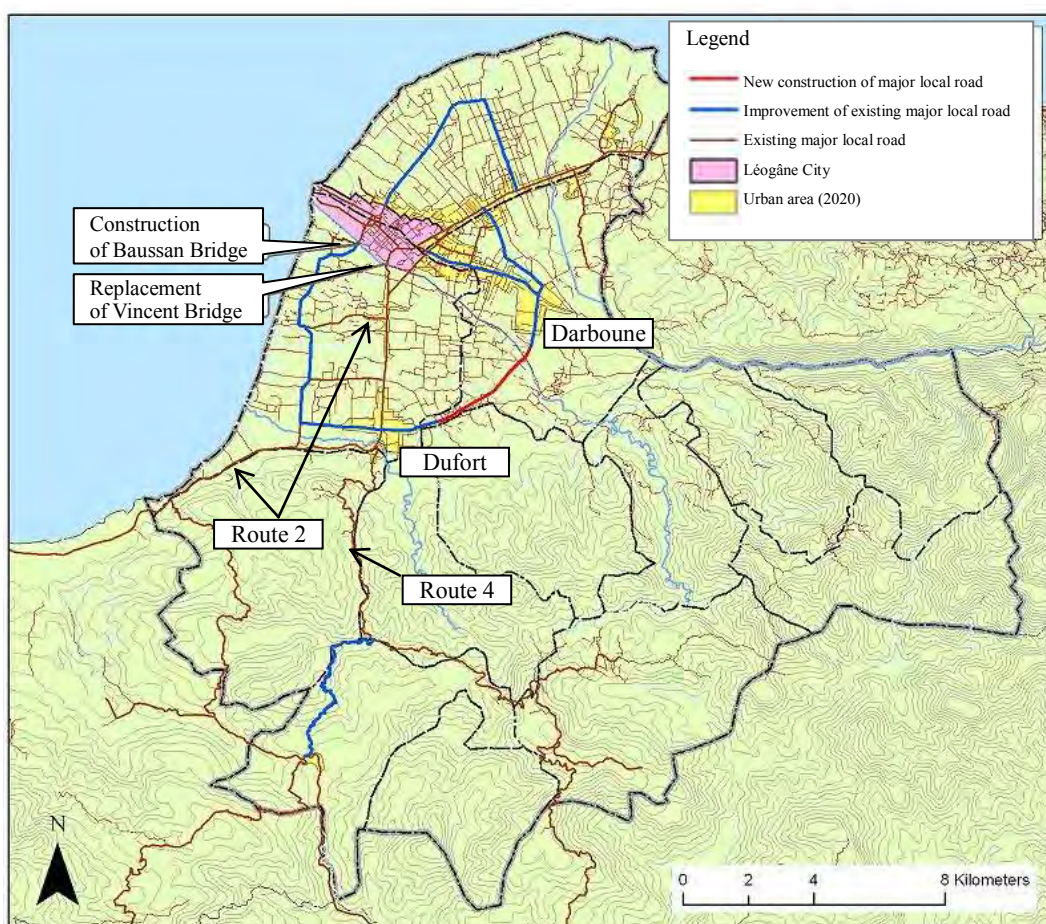 Legend
New construction of major local road
Improvement of existing major local road
Existing major local road
Léogâne City
Urban area (2020)
Construction
of Baussan Bridge
Replacement
of Vincent Bridge
Darboune
Dufort
Route 2
Route 4
N
0 2 4 8 Kilometers